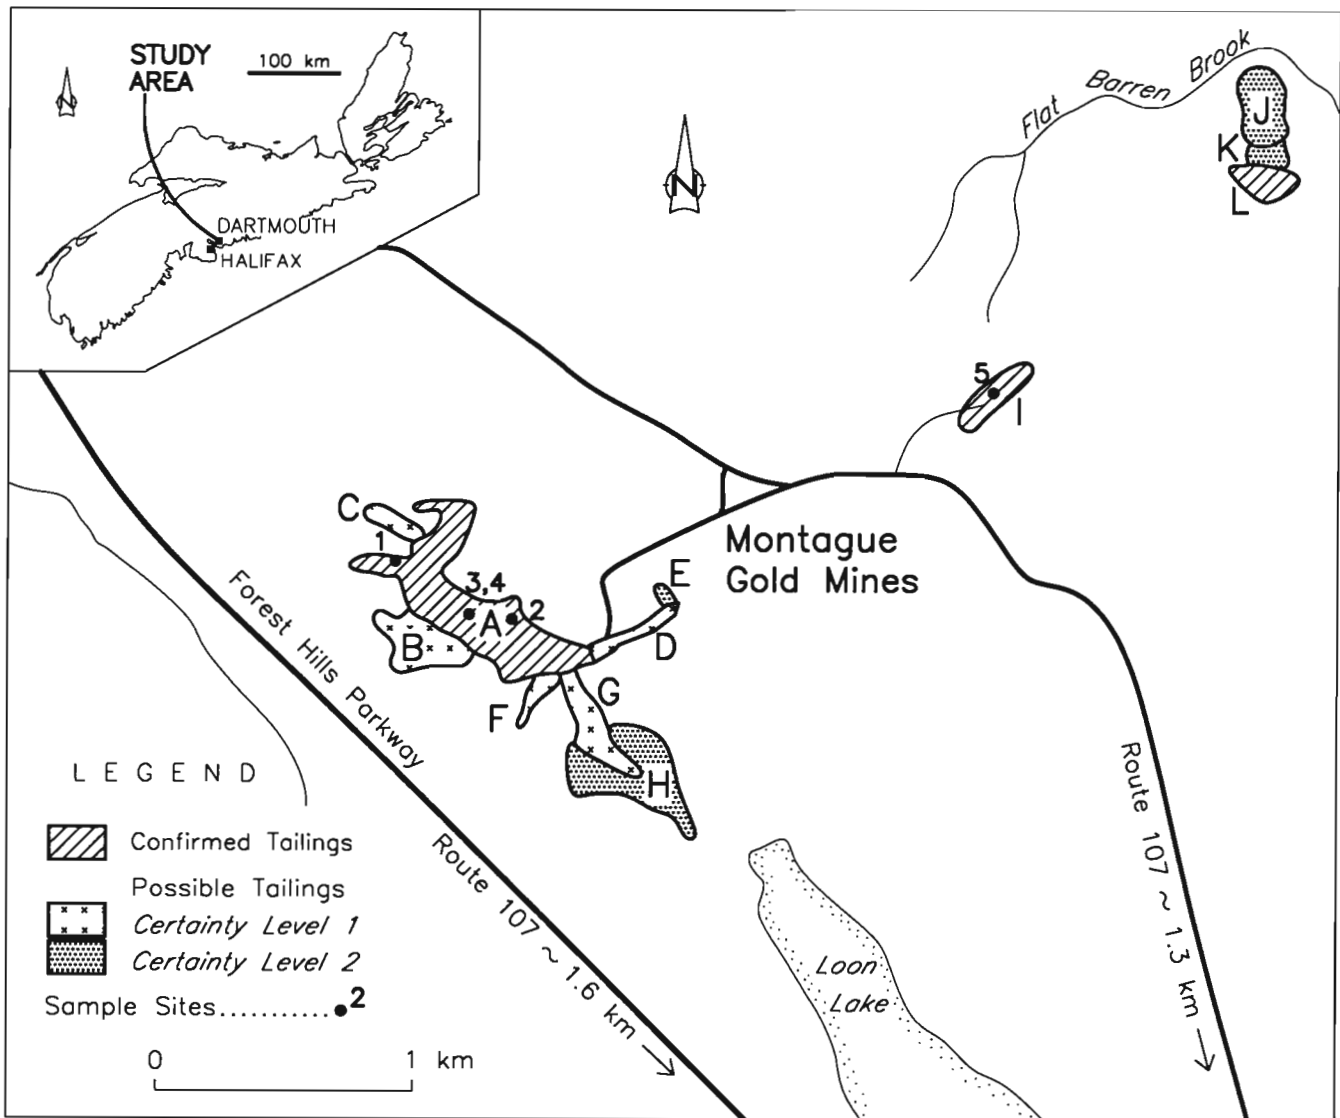 STUDY
AREA
100 km
N
DARTMOUTH
HALIFAX
N
Flat Barren Brook
J
K
L
5
I
C
1
3,4
A
2
B
E
D
F
G
H
Montague
Gold Mines
Forest Hills Parkway
Route 107 ~ 1.6 km
Route 107 ~ 1.3 km
Loon
Lake
LEGEND
Confirmed Tailings
Possible Tailings
Certainty Level 1
Certainty Level 2
Sample Sites...........2
0 1 km